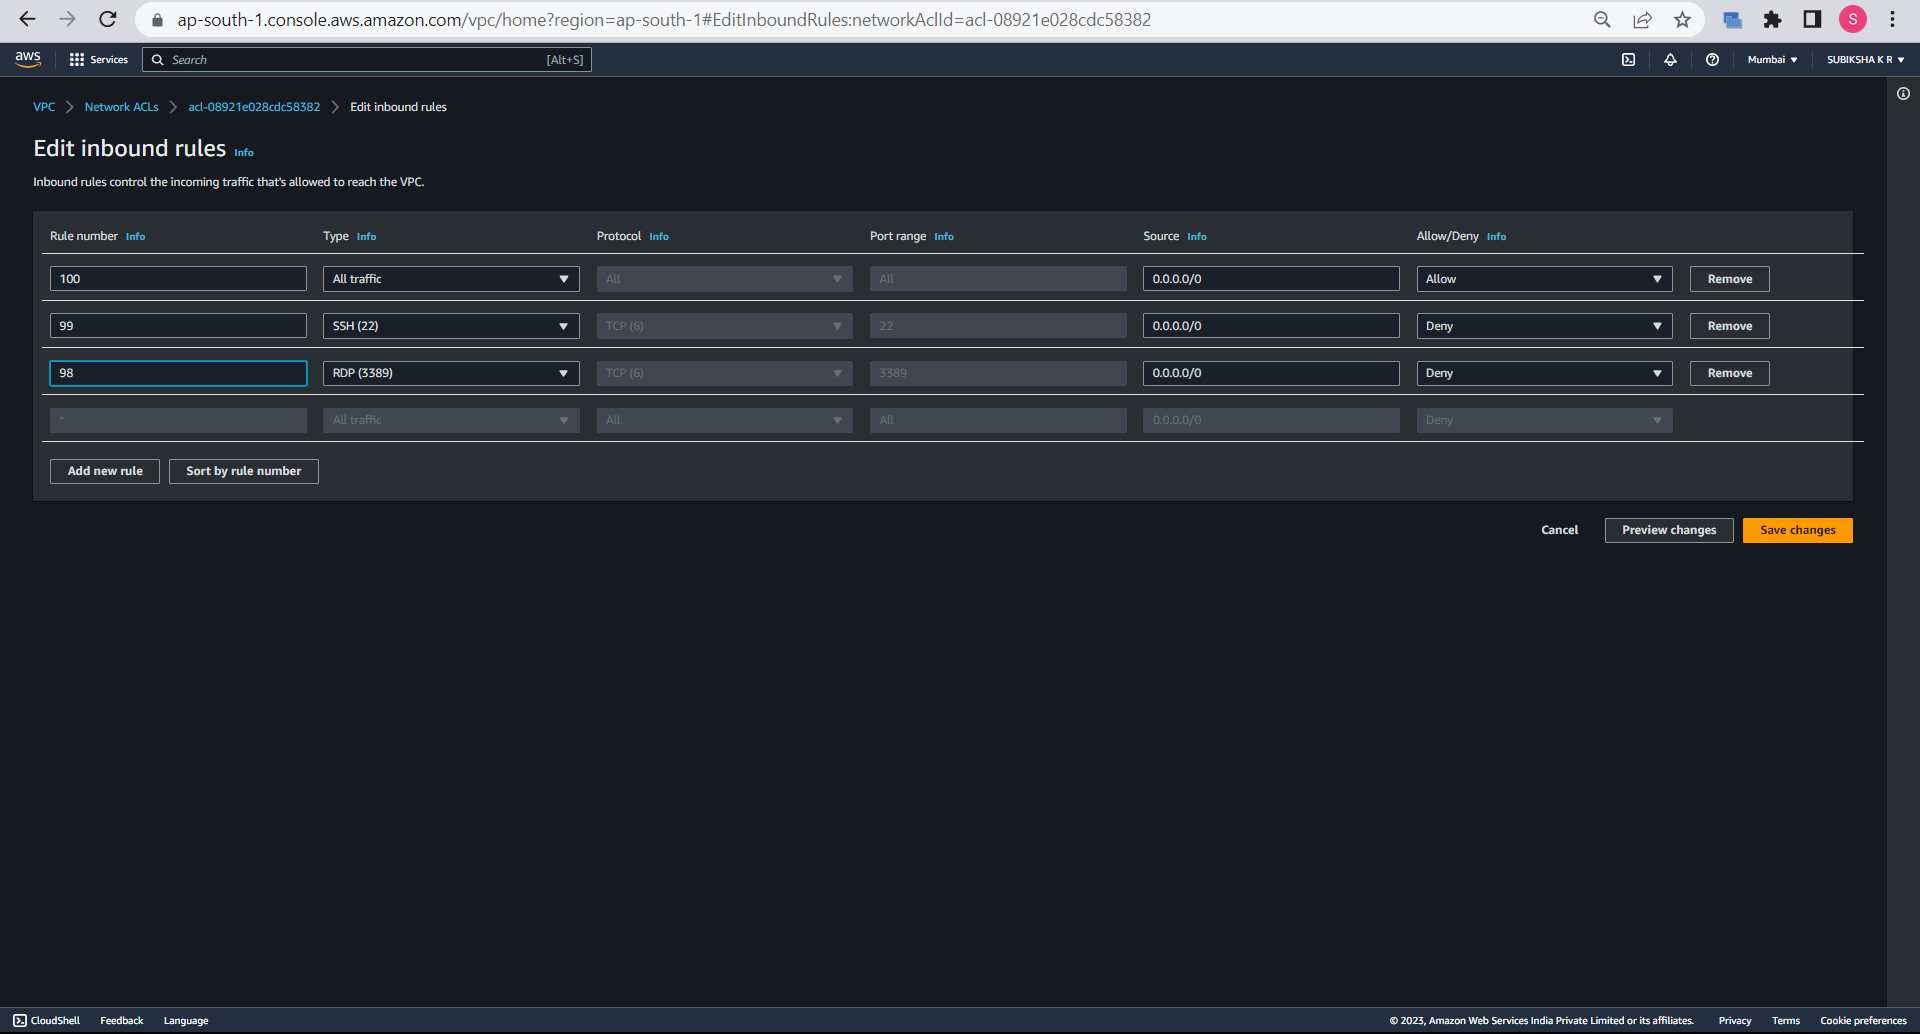 ap-south-1.console.aws.amazon.com/vpc/home?region=ap-south-1#EditInboundRules:networkAclId=acl-08921e028cdc58382 S
aws Services Search [Alt+S] Mumbai ▼ SUBIKSHA K R ▼
VPC > Network ACLs > acl-08921e028cdc58382 > Edit inbound rules
Edit inbound rules Info
Inbound rules control the incoming traffic that's allowed to reach the VPC.
Rule number Info Type Info Protocol Info Port range Info Source Info Allow/Deny Info
100 All traffic All All 0.0.0.0/0 Allow Remove
99 SSH (22) TCP (6) 22 0.0.0.0/0 Deny Remove
98 RDP (3389) TCP (6) 3389 0.0.0.0/0 Deny Remove
* All traffic All All 0.0.0.0/0 Deny
Add new rule Sort by rule number
Cancel Preview changes Save changes
CloudShell Feedback Language © 2023, Amazon Web Services India Private Limited or its affiliates. Privacy Terms Cookie preferences